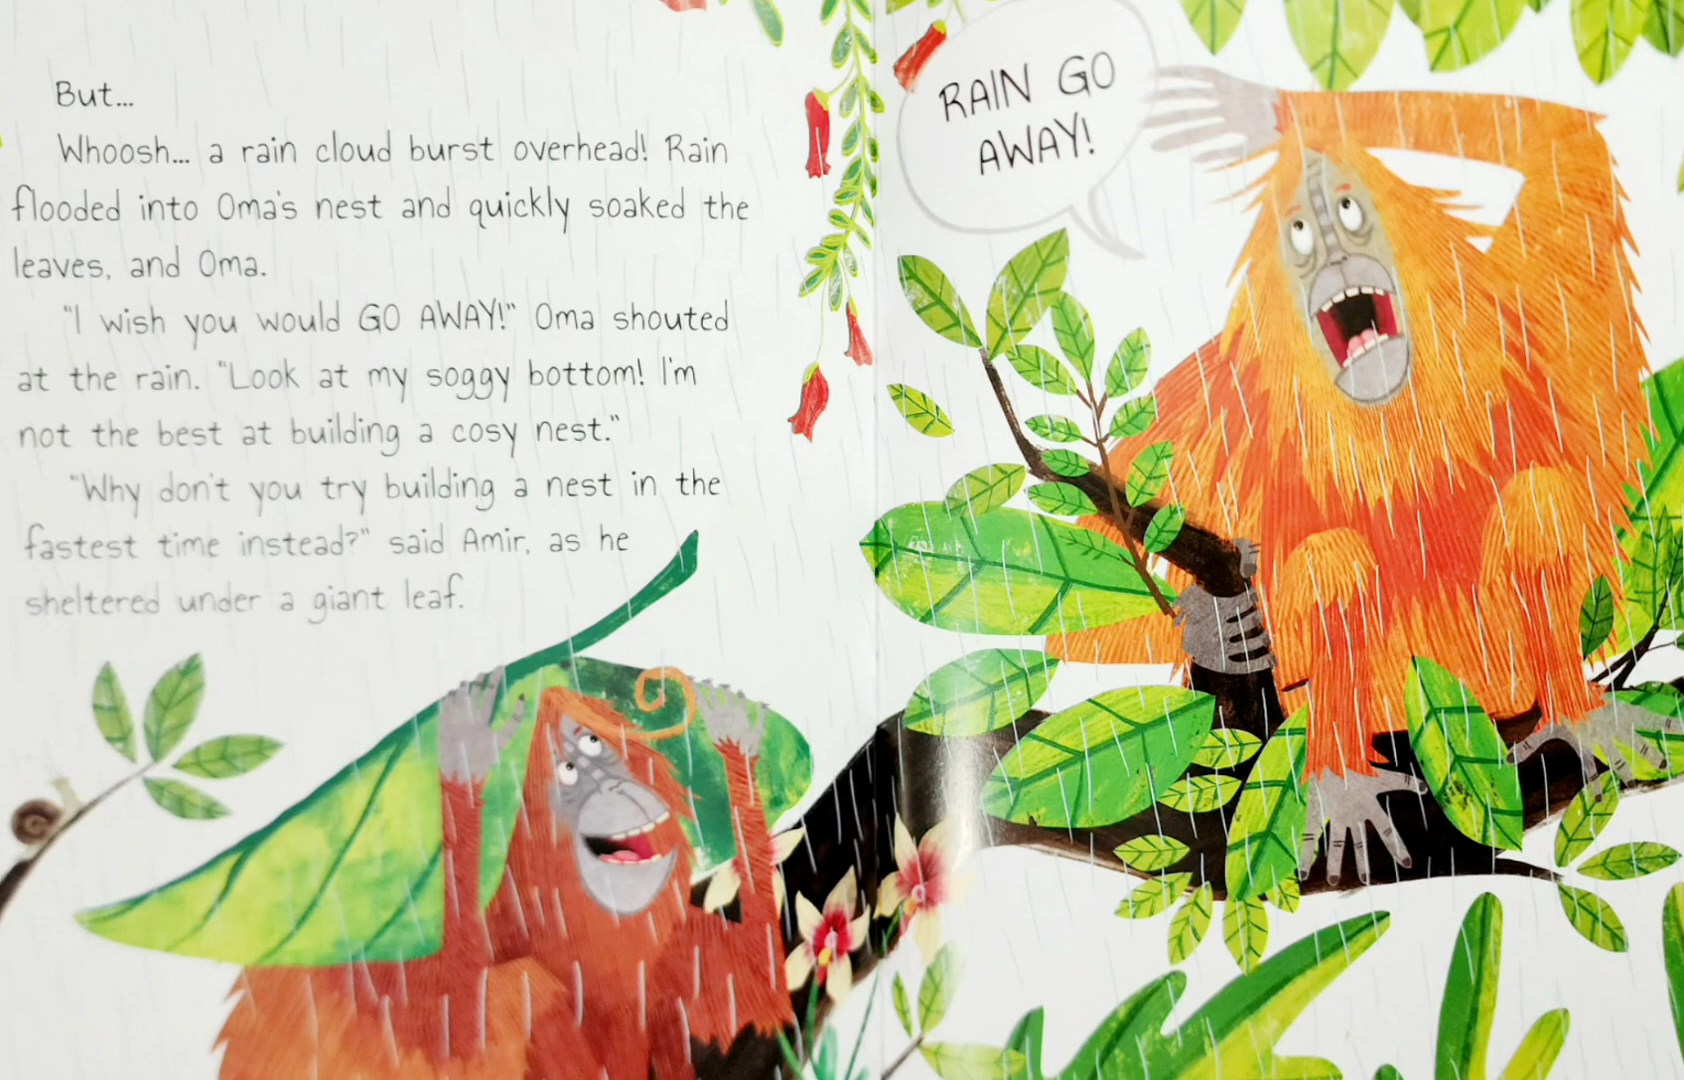 But...
Whoosh... a rain cloud burst overhead! Rain
flooded into Oma's nest and quickly soaked the
leaves, and Oma.
"I wish you would GO AWAY!" Oma shouted
at the rain. "Look at my soggy bottom! I'm
not the best at building a cosy nest."
"Why don't you try building a nest in the
fastest time instead?" said Amir, as he
sheltered under a giant leaf.
RAIN GO
AWAY!